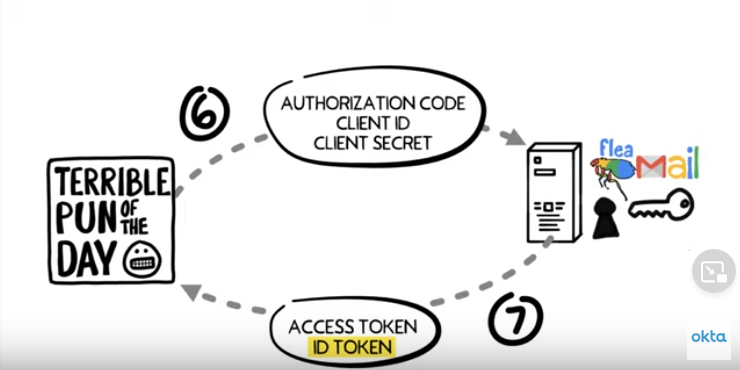 6
AUTHORIZATION CODE
CLIENT ID
CLIENT SECRET
TERRIBLE
PUN OF THE
DAY
flea
Mail
ACCESS TOKEN
ID TOKEN
7
okta